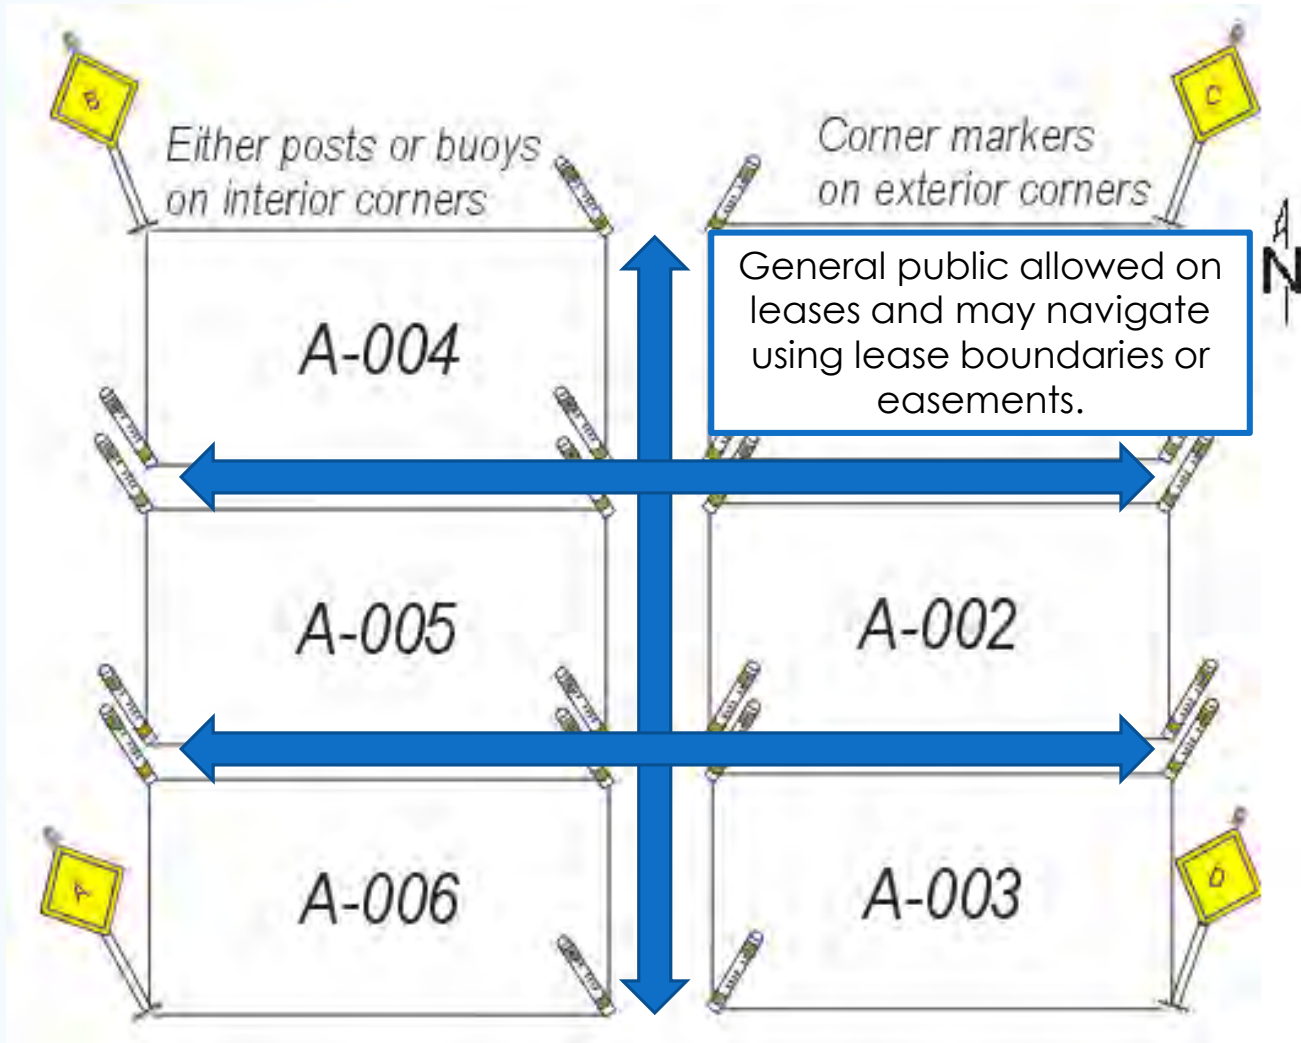 B
C
Either posts or buoys
on interior corners
Corner markers
on exterior corners
N
General public allowed on
leases and may navigate
using lease boundaries or
easements.
A-004
A-005
A-002
A-006
A-003
A
D